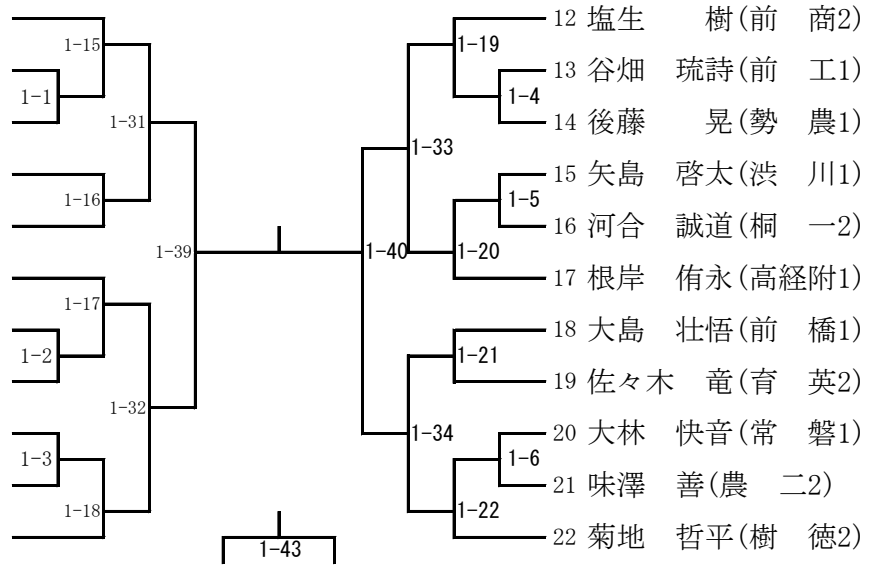 12 塩生　　樹(前　商2)
1-15
1-19
13 谷畑　琉詩(前　工1)
1-1
1-4
14 後藤　　晃(勢　農1)
1-31
1-33
15 矢島　啓太(渋　川1)
1-16
1-5
16 河合　誠道(桐　一2)
1-39
1-40
1-20
17 根岸　侑永(高経附1)
1-17
18 大島　壮悟(前　橋1)
1-2
1-21
19 佐々木　竜(育　英2)
1-32
1-34
20 大林　快音(常　磐1)
1-3
1-6
21 味澤　善(農　二2)
1-18
1-22
22 菊地　哲平(樹　徳2)
1-43